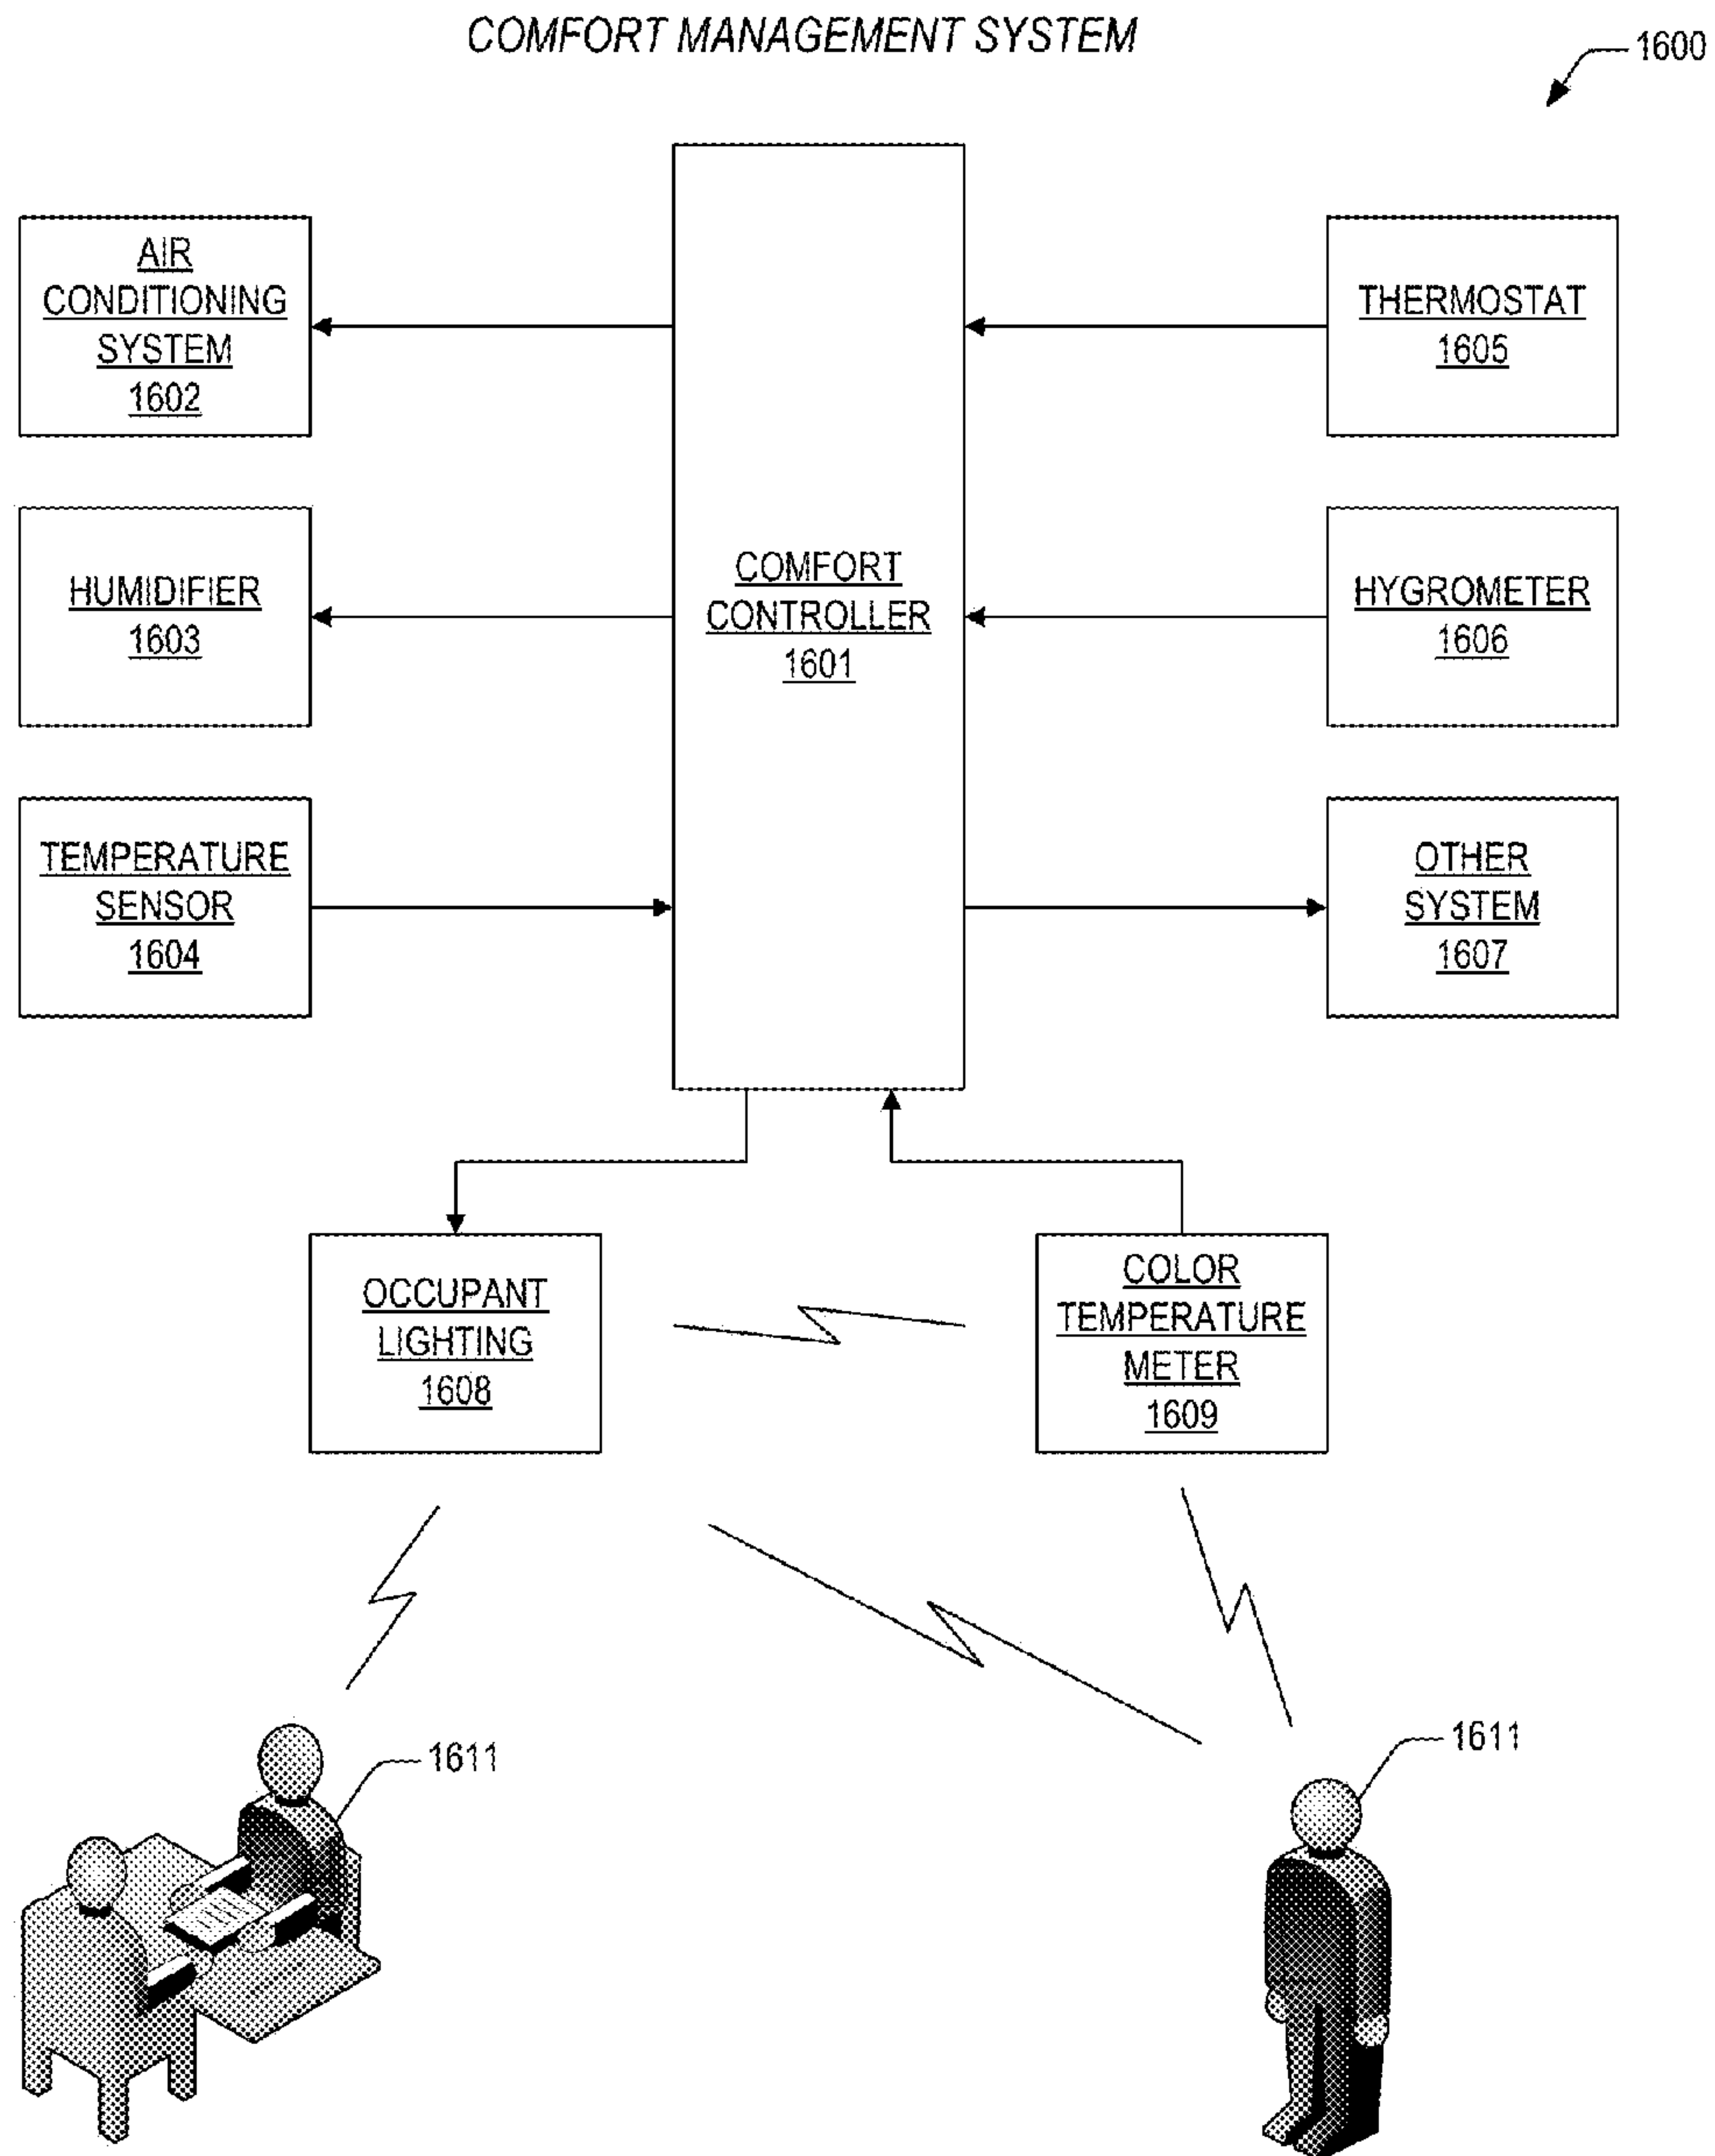 COMFORT MANAGEMENT SYSTEM
1600
AIR
CONDITIONING
SYSTEM
1602
THERMOSTAT
1605
HUMIDIFIER
1603
COMFORT
CONTROLLER
1601
HYGROMETER
1606
TEMPERATURE
SENSOR
1604
OTHER
SYSTEM
1607
OCCUPANT
LIGHTING
1608
COLOR
TEMPERATURE
METER
1609
1611
1611